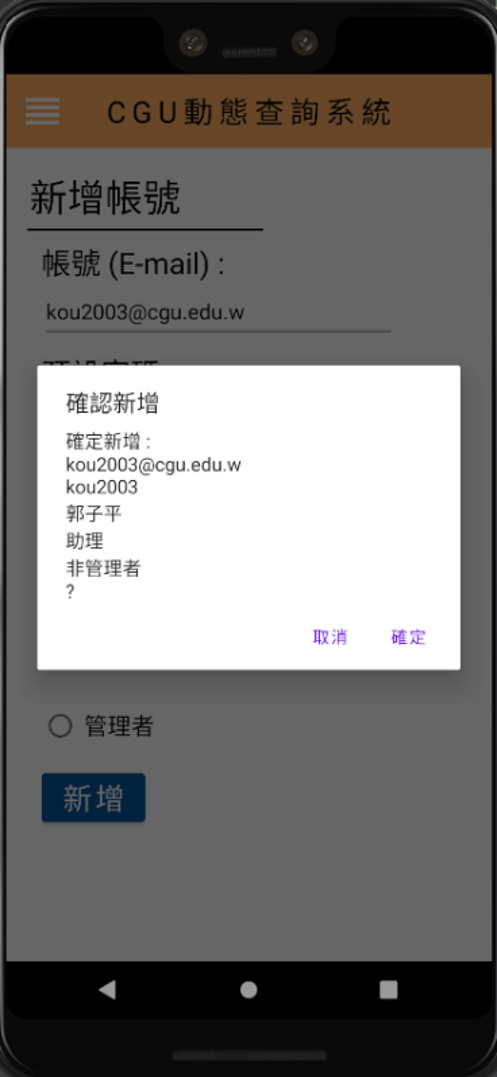 CGU動態查詢系統
新增帳號
帳號 (E-mail) :
kou2003@cgu.edu.w
確認新增
確定新增 :
kou2003@cgu.edu.w
kou2003
郭子平
助理
非管理者
?
取消 確定
管理者
新增